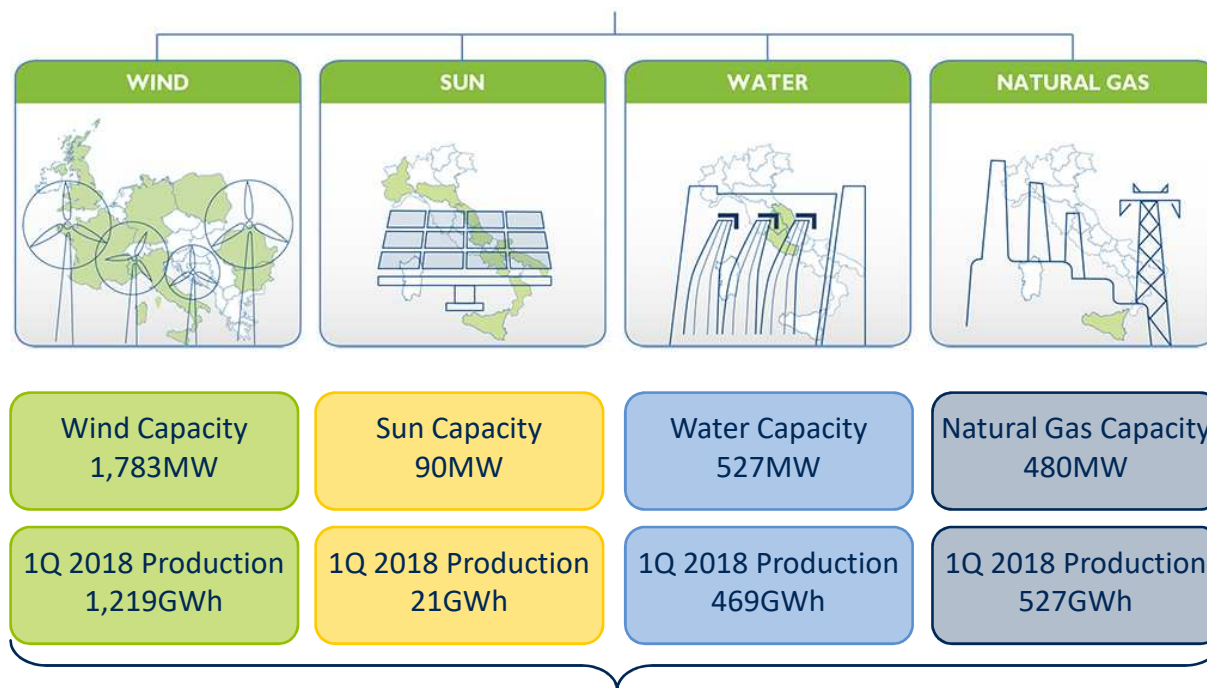 WIND
SUN
WATER
NATURAL GAS
Wind Capacity
1,783MW
Sun Capacity
90MW
Water Capacity
527MW
Natural Gas Capacity
480MW
1Q 2018 Production
1,219GWh
1Q 2018 Production
21GWh
1Q 2018 Production
469GWh
1Q 2018 Production
527GWh